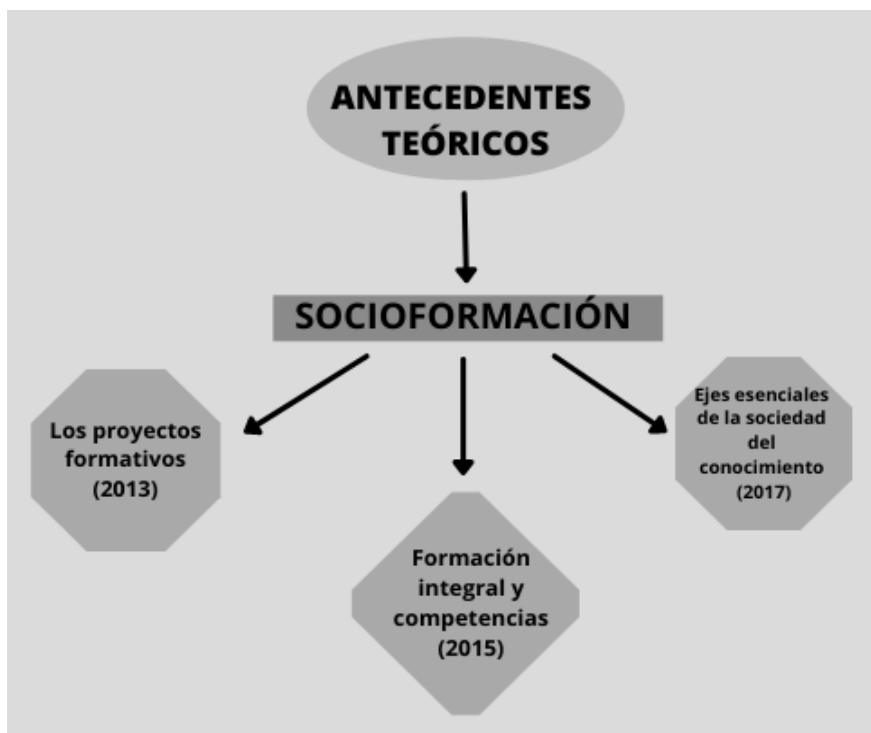 ANTECEDENTES
TEÓRICOS
SOCIOFORMACIÓN
Los proyectos
formativos
(2013)
Formación
integral y
competencias
(2015)
Ejes esenciales
de la sociedad
del
conocimiento
(2017)